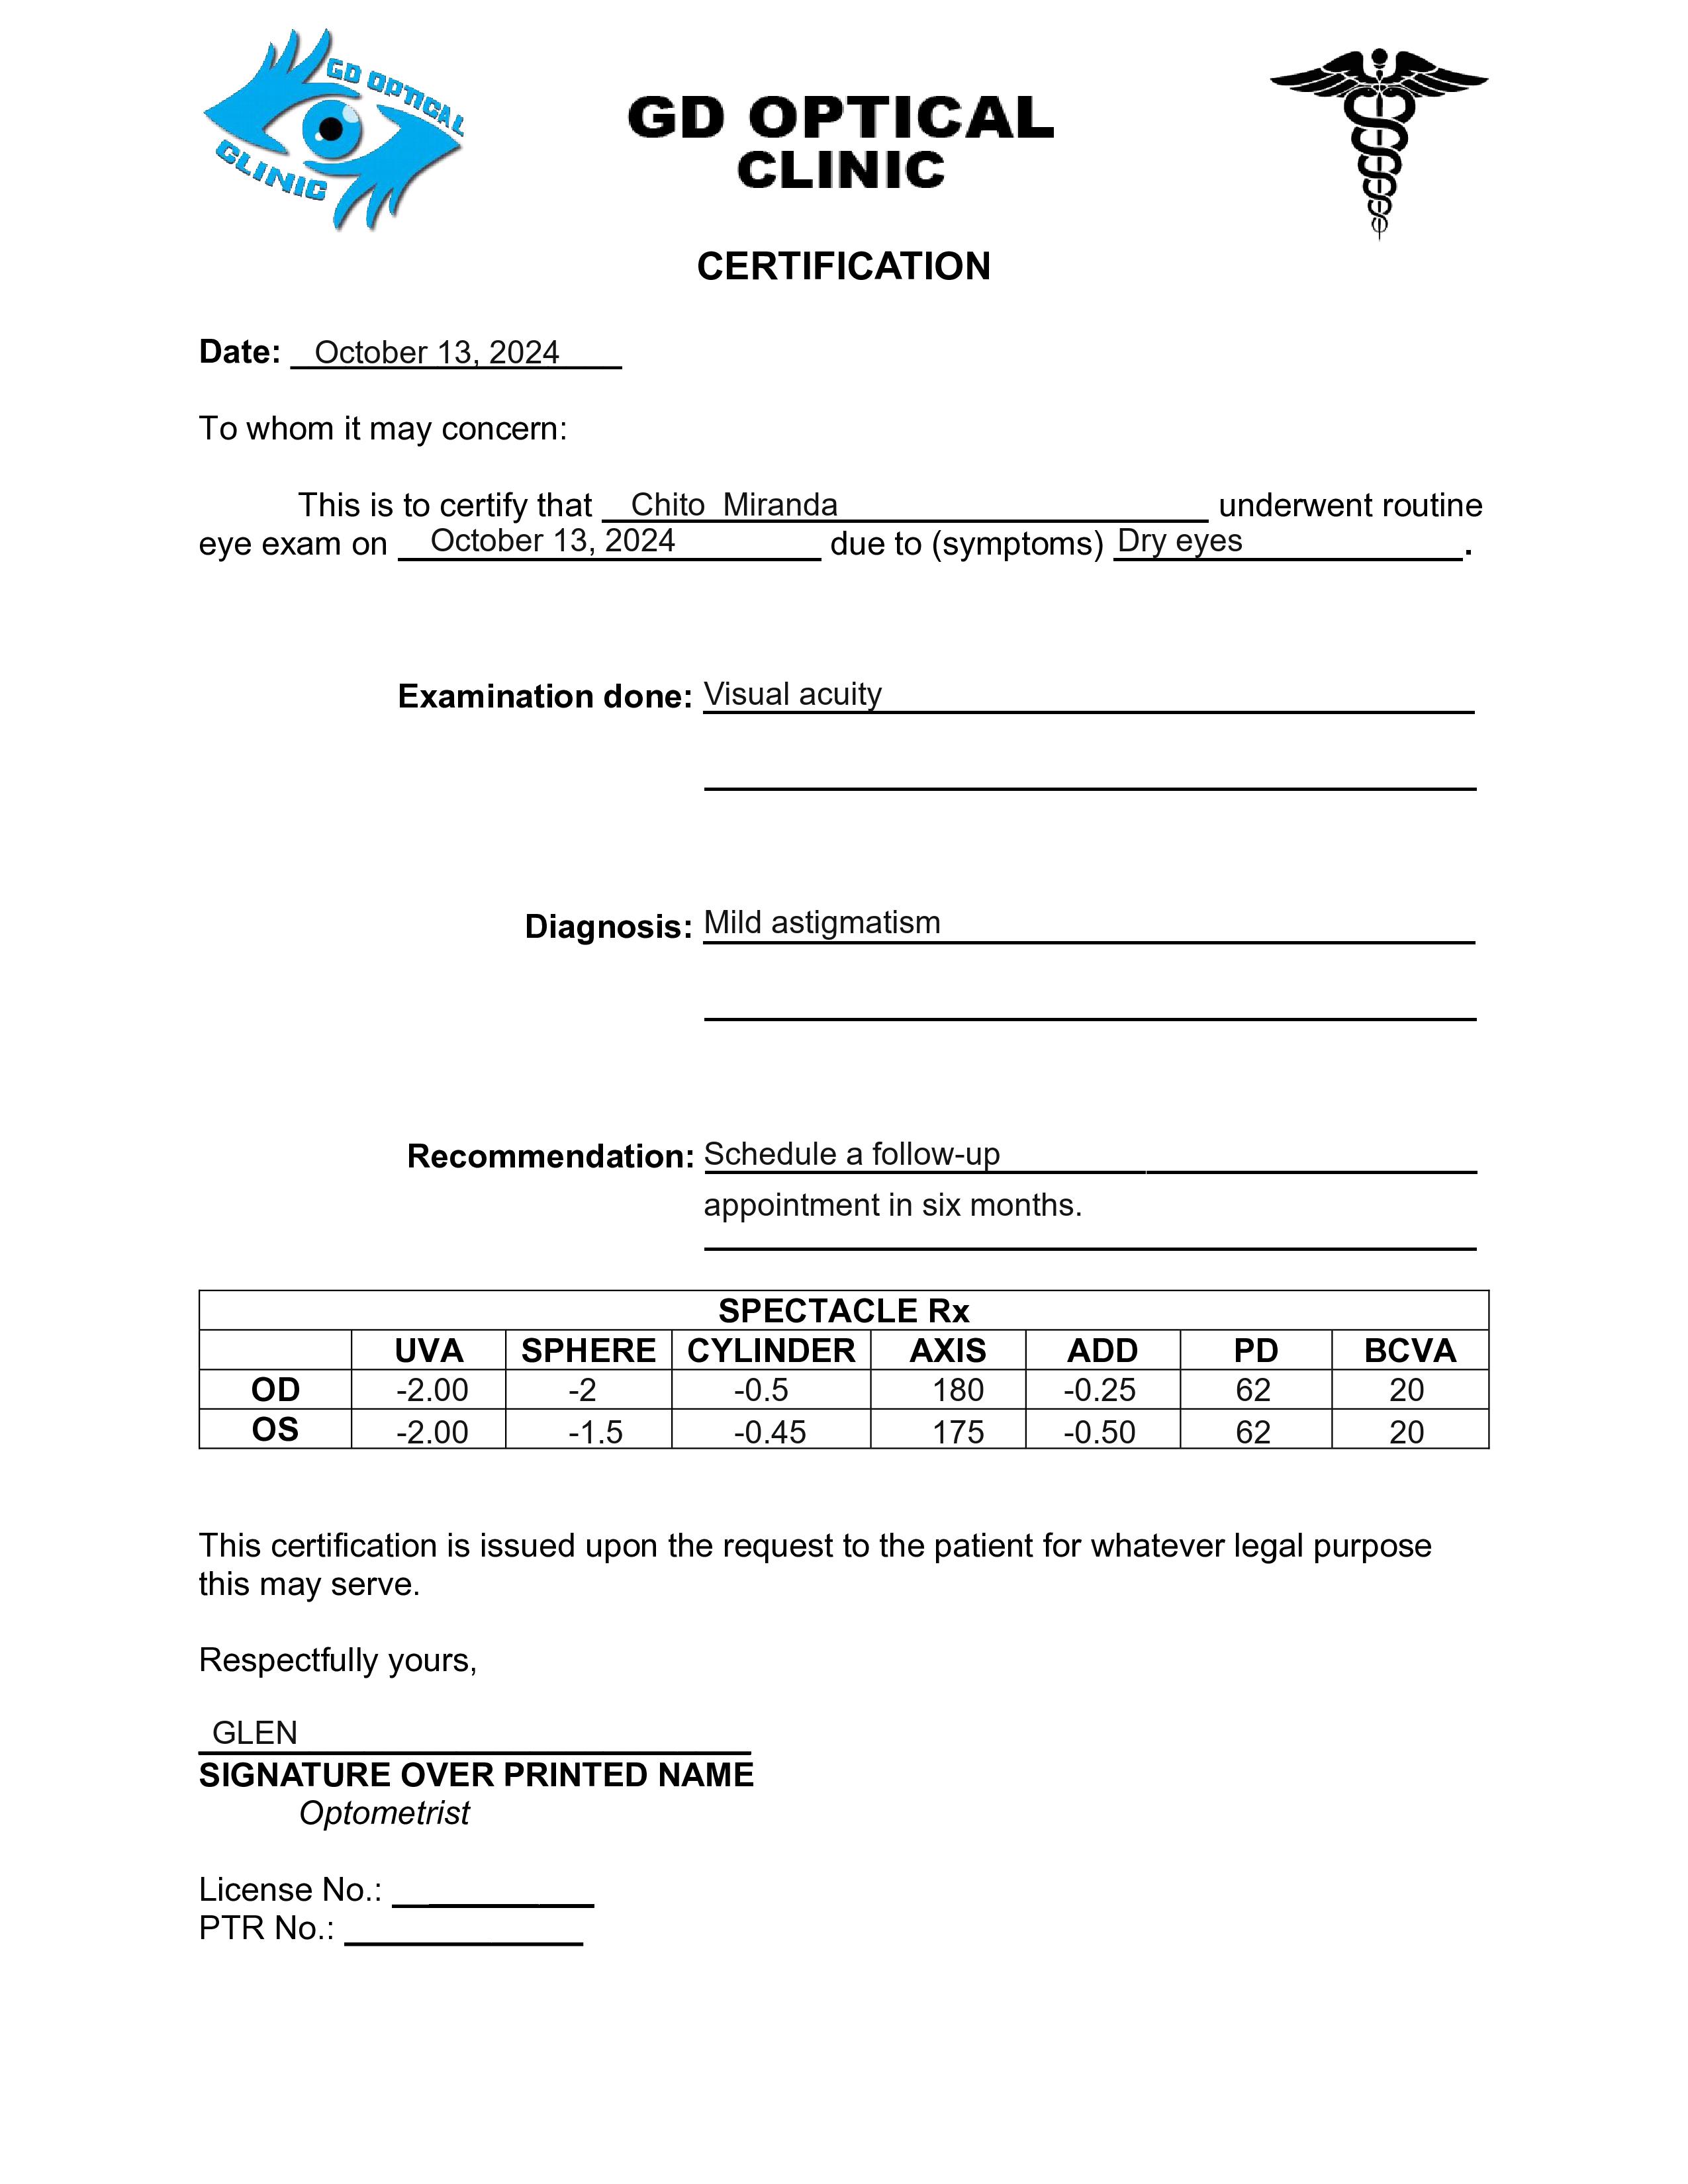 GD OPTICAL
CLINIC
GD OPTICAL
CLINIC
CERTIFICATION
Date: October 13, 2024
To whom it may concern:
This is to certify that Chito Miranda underwent routine
eye exam on October 13, 2024 due to (symptoms) Dry eyes.
Examination done: Visual acuity
Diagnosis: Mild astigmatism
Recommendation: Schedule a follow-up
appointment in six months.
SPECTACLE Rx
UVA SPHERE CYLINDER AXIS ADD PD BCVA
OD -2.00 -2 -0.5 180 -0.25 62 20
OS -2.00 -1.5 -0.45 175 -0.50 62 20
This certification is issued upon the request to the patient for whatever legal purpose
this may serve.
Respectfully yours,
GLEN
SIGNATURE OVER PRINTED NAME
Optometrist
License No.:
PTR No.: